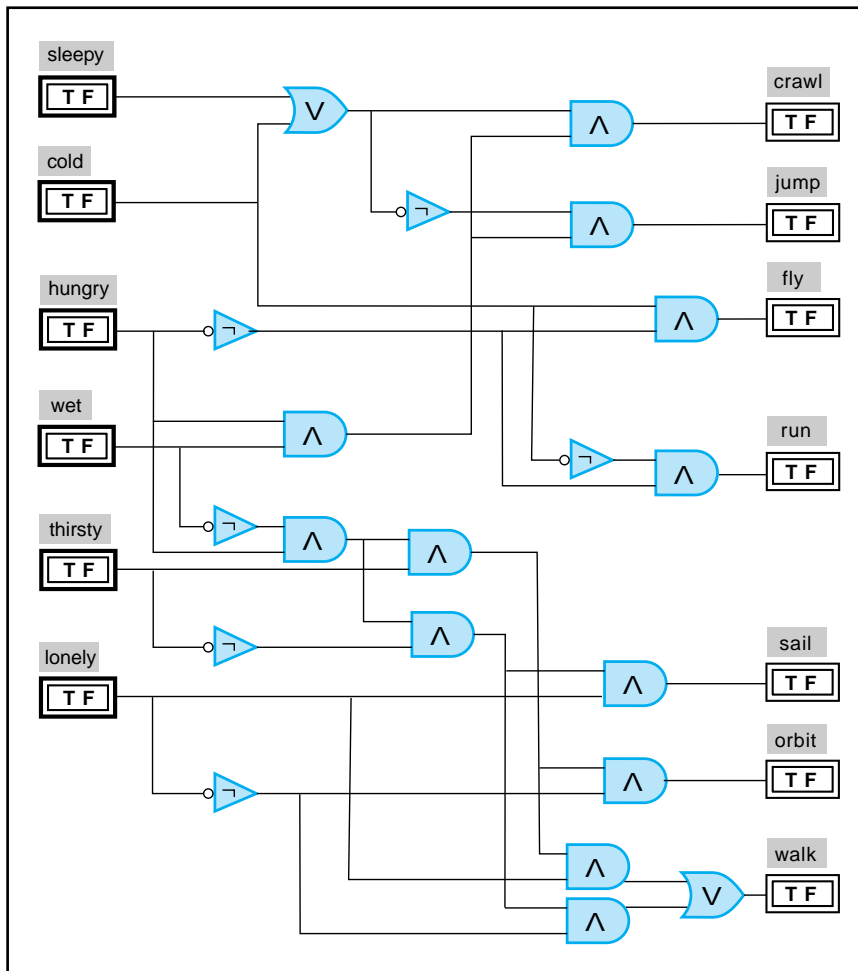 sleepy
T F
cold
T F
hungry
T F
wet
T F
thirsty
T F
lonely
T F
V
¬
¬
Λ
¬
Λ
Λ
¬
Λ
¬
Λ
Λ
Λ
¬
Λ
Λ
Λ
Λ
Λ
V
crawl
T F
jump
T F
fly
T F
run
T F
sail
T F
orbit
T F
walk
T F